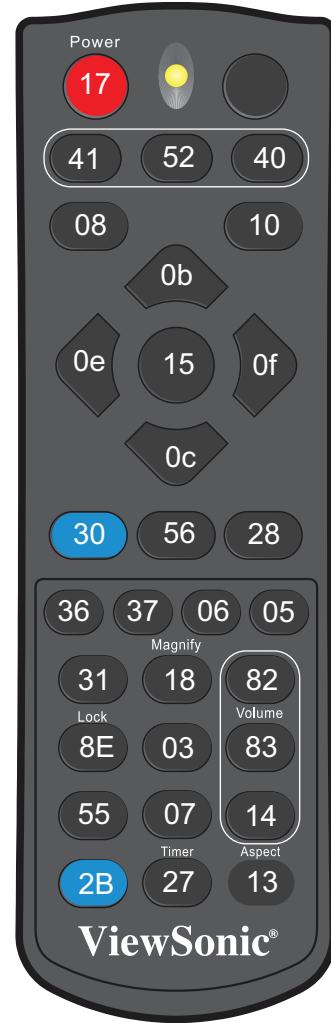 Power
17
41 52 40
08 10
0b
0e 15 0f
0c
30 56 28
36 37 06 05
Magnify
31 18 82
Lock Volume
8E 03 83
55 07 14
Timer Aspect
2B 27 13
ViewSonic®